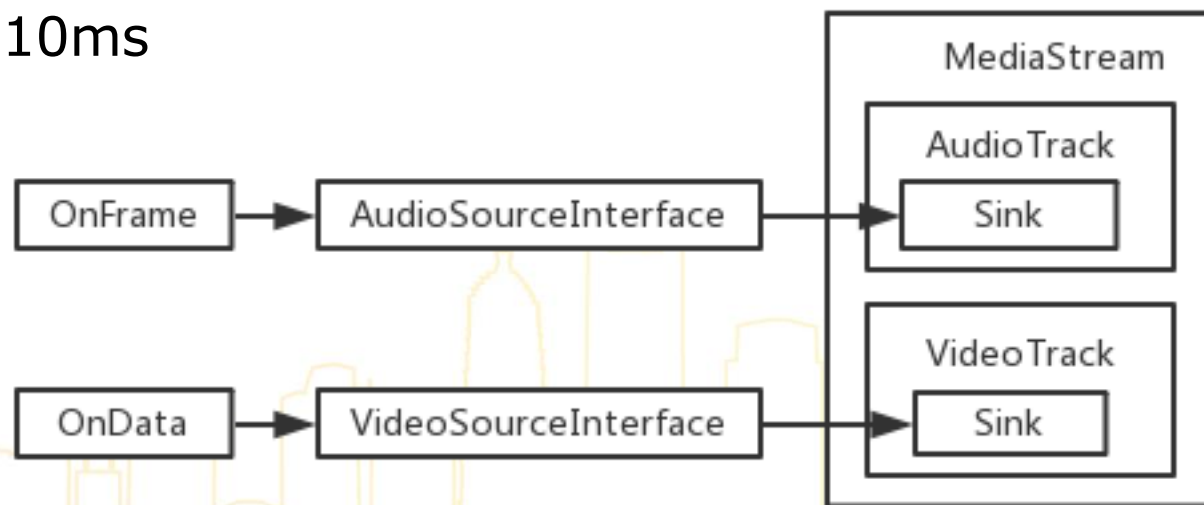 10ms
MediaStream
AudioTrack
OnFrame
AudioSourceInterface
Sink
VideoTrack
OnData
VideoSourceInterface
Sink